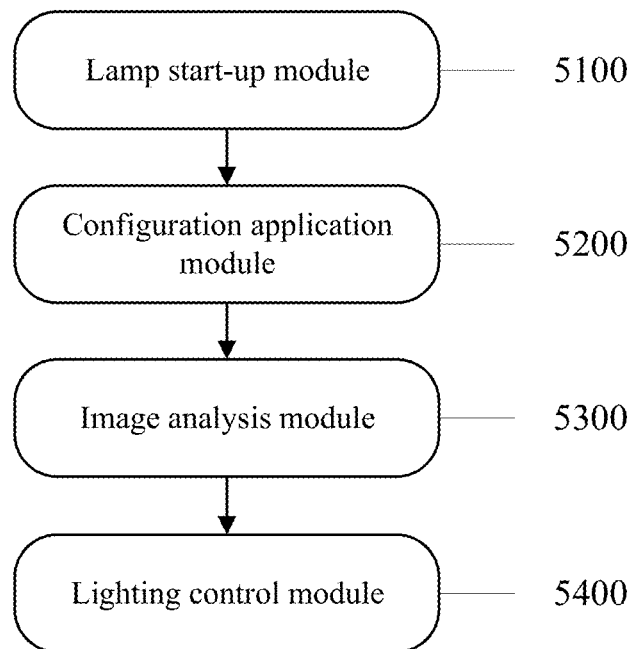 Lamp start-up module 5100
Configuration application
module 5200
Image analysis module 5300
Lighting control module 5400